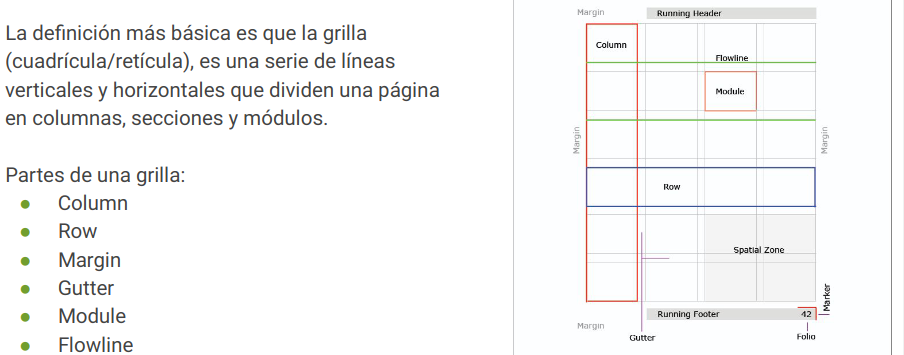 La definición más básica es que la grilla
(cuadrícula/retícula), es una serie de líneas
verticales y horizontales que dividen una página
en columnas, secciones y módulos.
Partes de una grilla:
● Column
● Row
● Margin
● Gutter
● Module
● Flowline
Margin
Running Header
Column
Flowline
Module
Margin
Margin
Row
Spatial Zone
Marker
Running Footer
42
Margin
Gutter
Folio